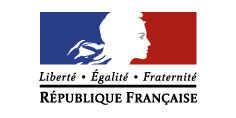 Liberté • Égalité • Fraternité
RÉPUBLIQUE FRANÇAISE